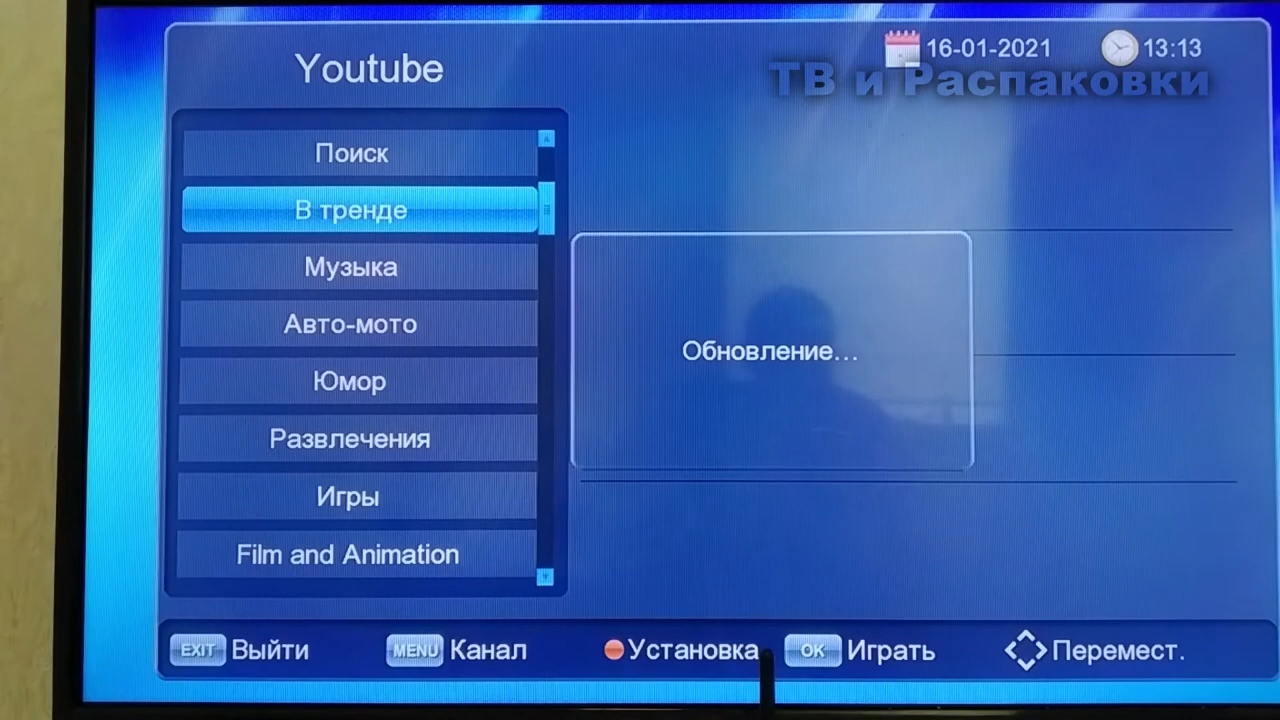 Youtube
16-01-2021
13:13
ТВ и Распаковки
Поиск
В тренде
Музыка
Авто-мото
Юмор
Развлечения
Игры
Film and Animation
Обновление...
EXIT Выйти
MENU Канал
Установка
OK Играть
Перемест.